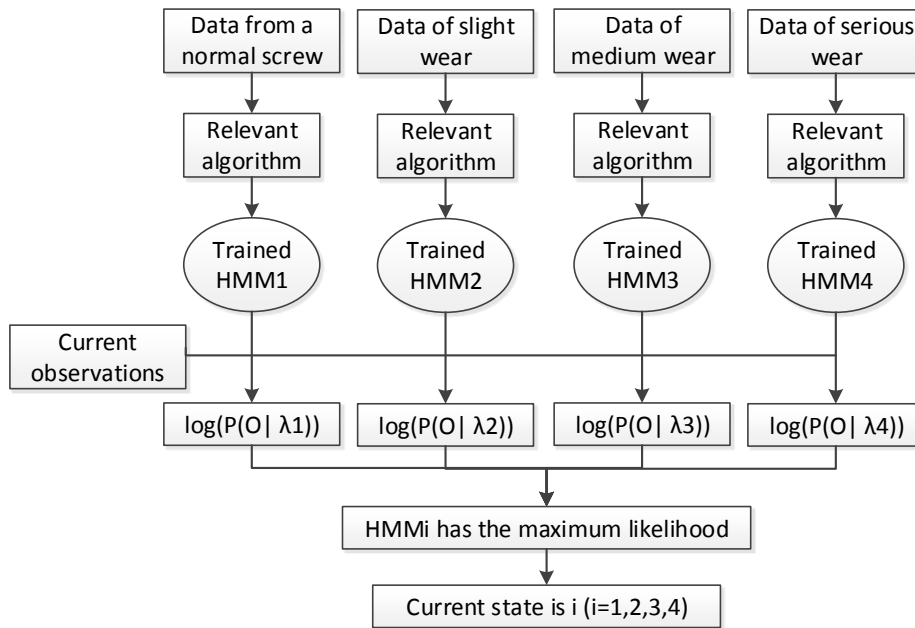 Data from a
normal screw
Data of slight
wear
Data of
medium wear
Data of serious
wear
Relevant
algorithm
Relevant
algorithm
Relevant
algorithm
Relevant
algorithm
Trained
HMM1
Trained
HMM2
Trained
HMM3
Trained
HMM4
Current
observations
log(P(O| λ1))
log(P(O| λ2))
log(P(O| λ3))
log(P(O| λ4))
HMMi has the maximum likelihood
Current state is i (i=1,2,3,4)